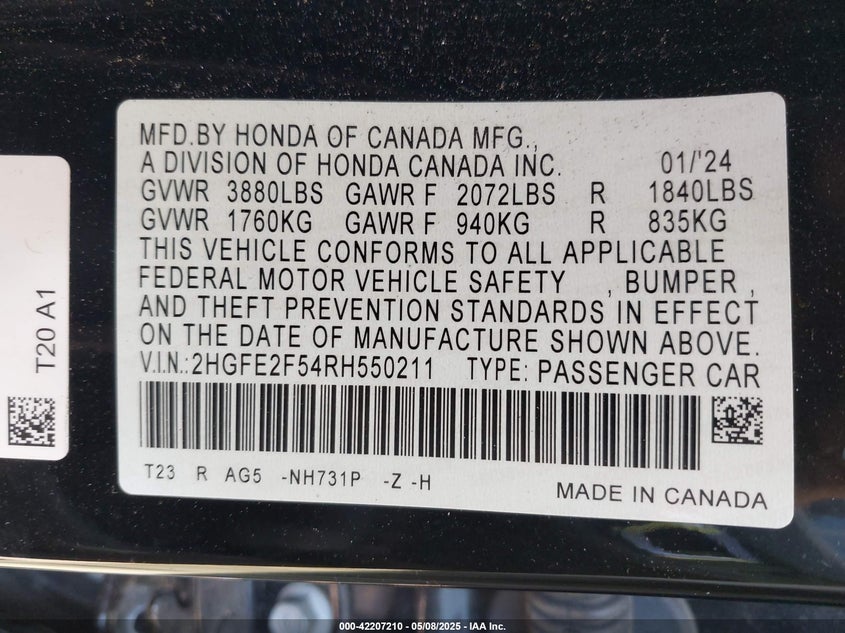 MFD.BY HONDA OF CANADA MFG.,
A DIVISION OF HONDA CANADA INC. 01/'24
GVWR 3880LBS GAWR F 2072LBS R 1840LBS
GVWR 1760KG GAWR F 940KG R 835KG
THIS VEHICLE CONFORMS TO ALL APPLICABLE
FEDERAL MOTOR VEHICLE SAFETY , BUMPER ,
AND THEFT PREVENTION STANDARDS IN EFFECT
ON THE DATE OF MANUFACTURE SHOWN ABOVE.
V.I.N.:2HGFE2F54RH550211 TYPE: PASSENGER CAR
T23 R AG5 -NH731P -Z -H
MADE IN CANADA
T20 A1
000-42207210 - 05/08/2025 - IAA Inc.